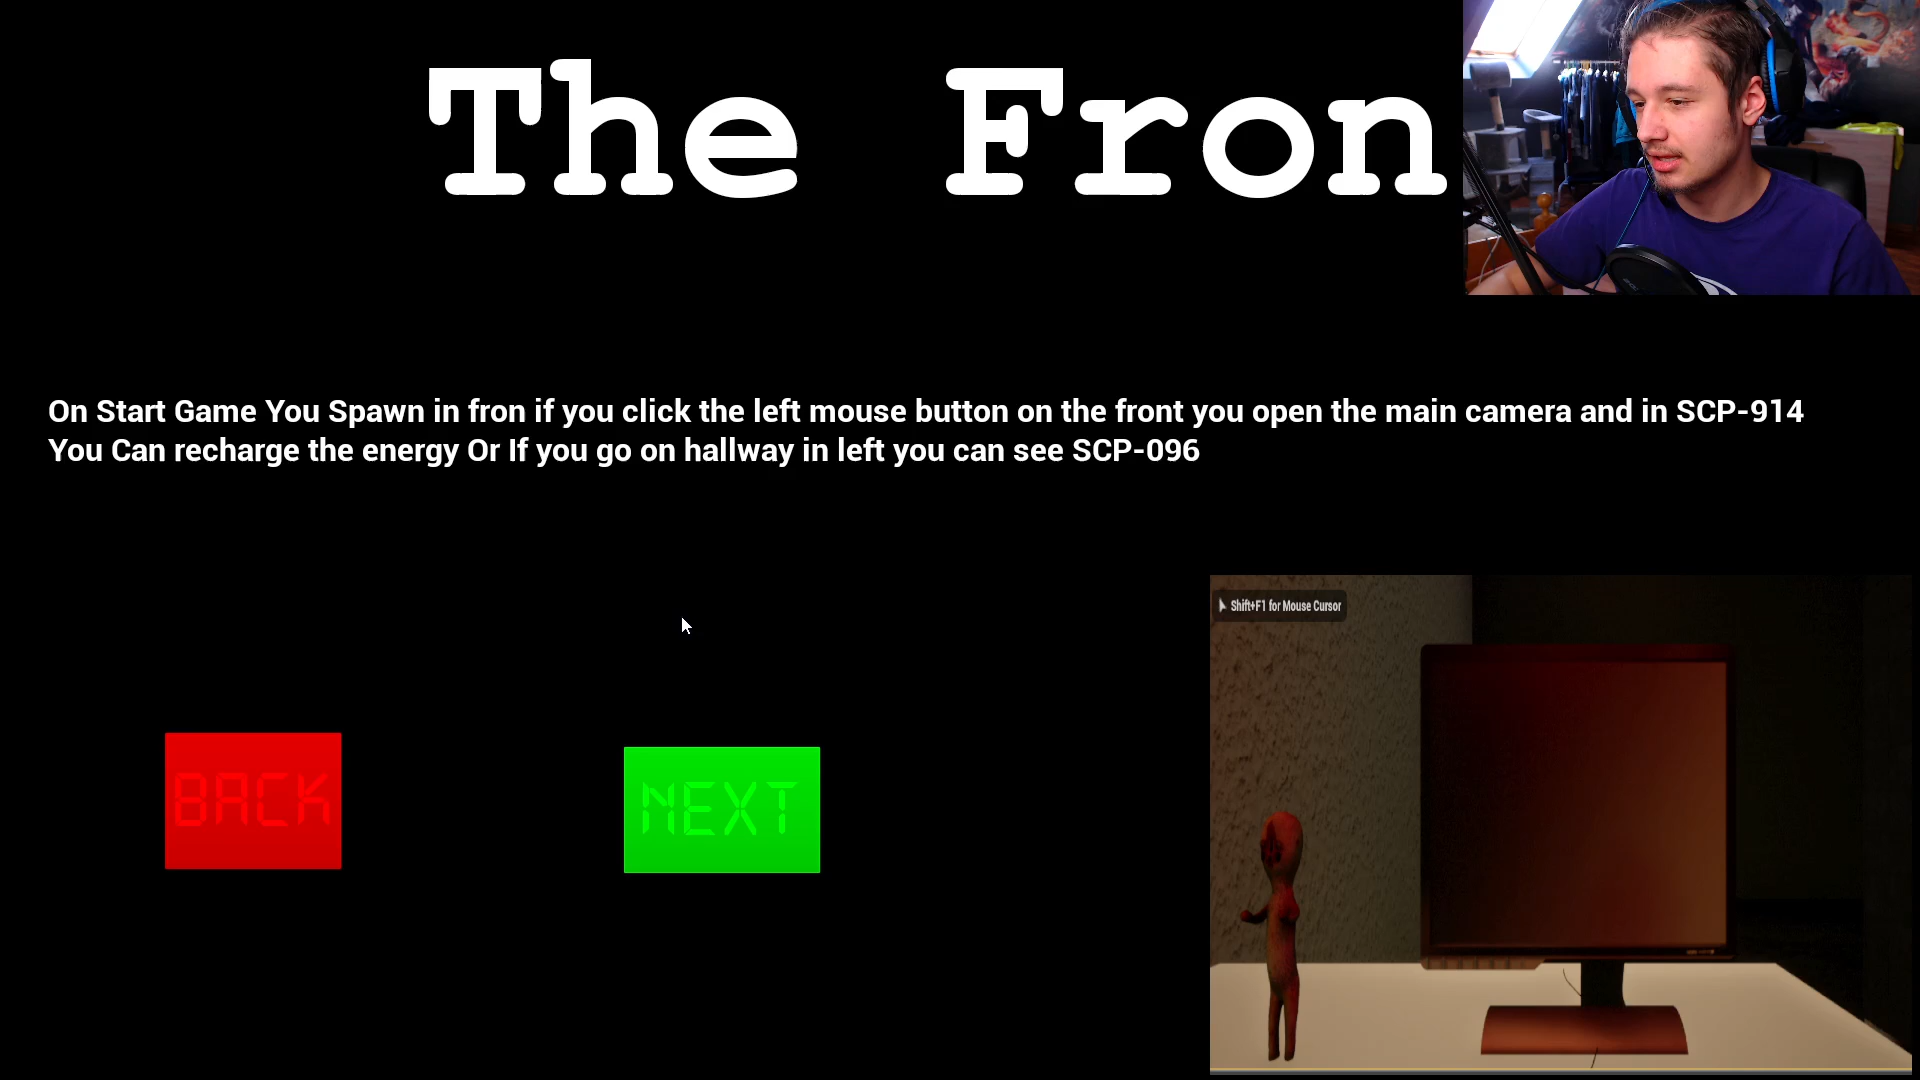 The Fron
On Start Game You Spawn in fron if you click the left mouse button on the front you open the main camera and in SCP-914
You Can recharge the energy Or If you go on hallway in left you can see SCP-096
Shift+F1 for Mouse Cursor
BACK
NEXT